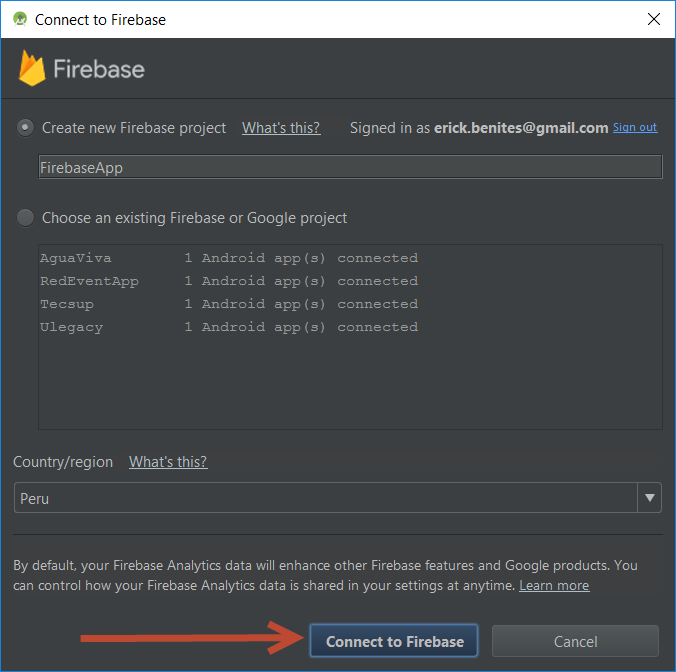 Connect to Firebase
Firebase
Create new Firebase project What's this? Signed in as erick.benites@gmail.com Sign out
FirebaseApp
Choose an existing Firebase or Google project
AguaViva 1 Android app(s) connected
RedEventApp 1 Android app(s) connected
Tecsup 1 Android app(s) connected
Ulegacy 1 Android app(s) connected
Country/region What's this?
Peru
By default, your Firebase Analytics data will enhance other Firebase features and Google products. You
can control how your Firebase Analytics data is shared in your settings at anytime. Learn more
Connect to Firebase Cancel